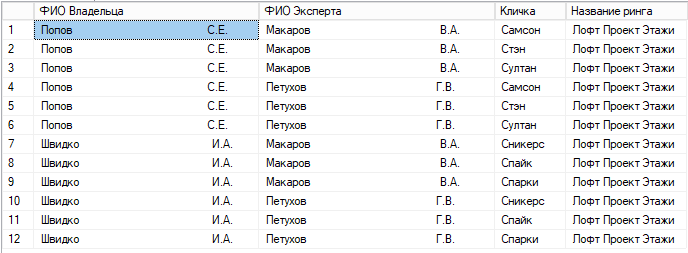 ФИО Владельца ФИО Эксперта Кличка Название ринга
1 Попов С.Е. Макаров В.А. Самсон Лофт Проект Этажи
2 Попов С.Е. Макаров В.А. Стэн Лофт Проект Этажи
3 Попов С.Е. Макаров В.А. Султан Лофт Проект Этажи
4 Попов С.Е. Петухов Г.В. Самсон Лофт Проект Этажи
5 Попов С.Е. Петухов Г.В. Стэн Лофт Проект Этажи
6 Попов С.Е. Петухов Г.В. Султан Лофт Проект Этажи
7 Швидко И.А. Макаров В.А. Сникерс Лофт Проект Этажи
8 Швидко И.А. Макаров В.А. Спайк Лофт Проект Этажи
9 Швидко И.А. Макаров В.А. Спарки Лофт Проект Этажи
10 Швидко И.А. Петухов Г.В. Сникерс Лофт Проект Этажи
11 Швидко И.А. Петухов Г.В. Спайк Лофт Проект Этажи
12 Швидко И.А. Петухов Г.В. Спарки Лофт Проект Этажи